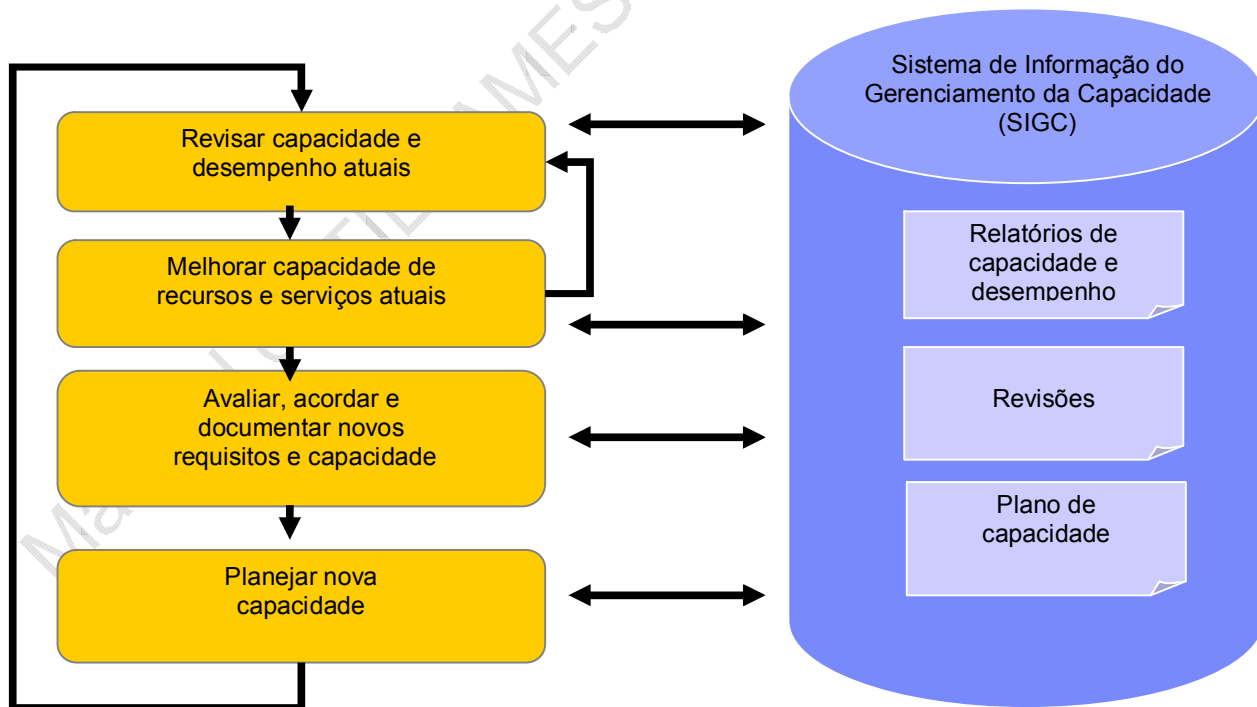 Revisar capacidade e
desempenho atuais
Melhorar capacidade de
recursos e serviços atuais
Avaliar, acordar e
documentar novos
requisitos e capacidade
Planejar nova
capacidade
Sistema de Informação do
Gerenciamento da Capacidade
(SIGC)
Relatórios de
capacidade e
desempenho
Revisões
Plano de
capacidade